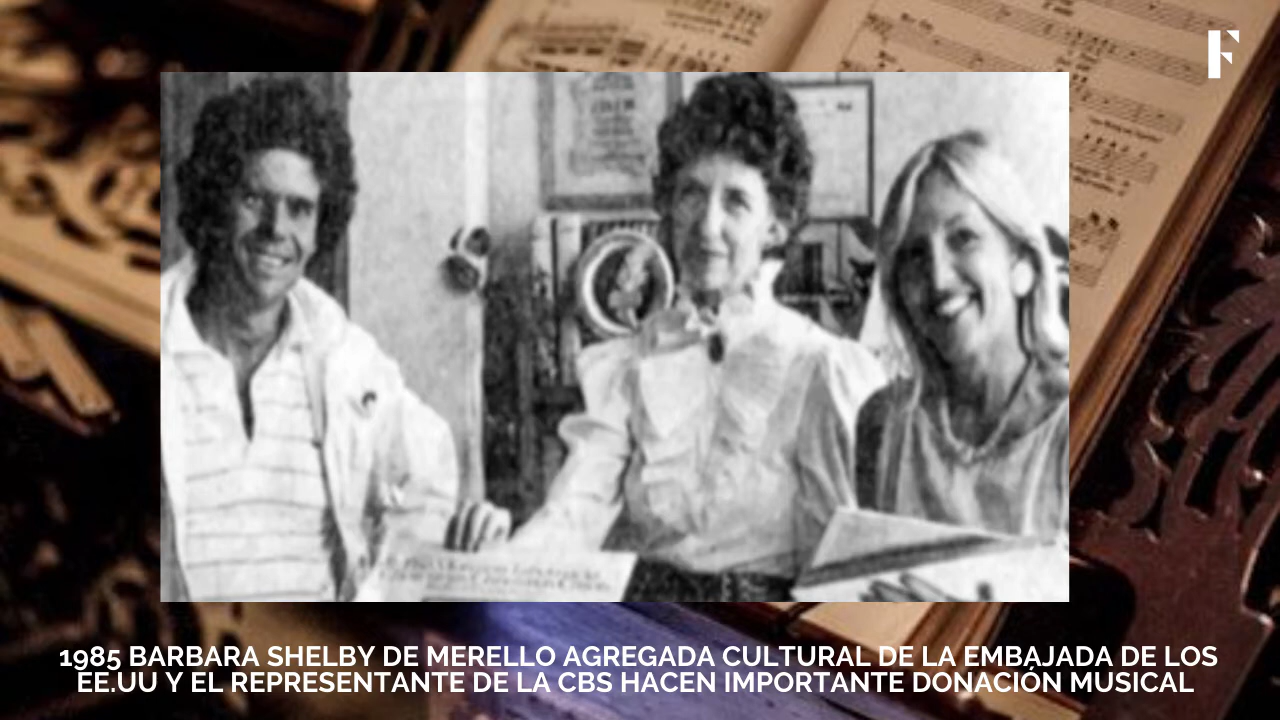 1985 BARBARA SHELBY DE MERELLO AGREGADA CULTURAL DE LA EMBAJADA DE LOS
EE.UU Y EL REPRESENTANTE DE LA CBS HACEN IMPORTANTE DONACIÓN MUSICAL
F